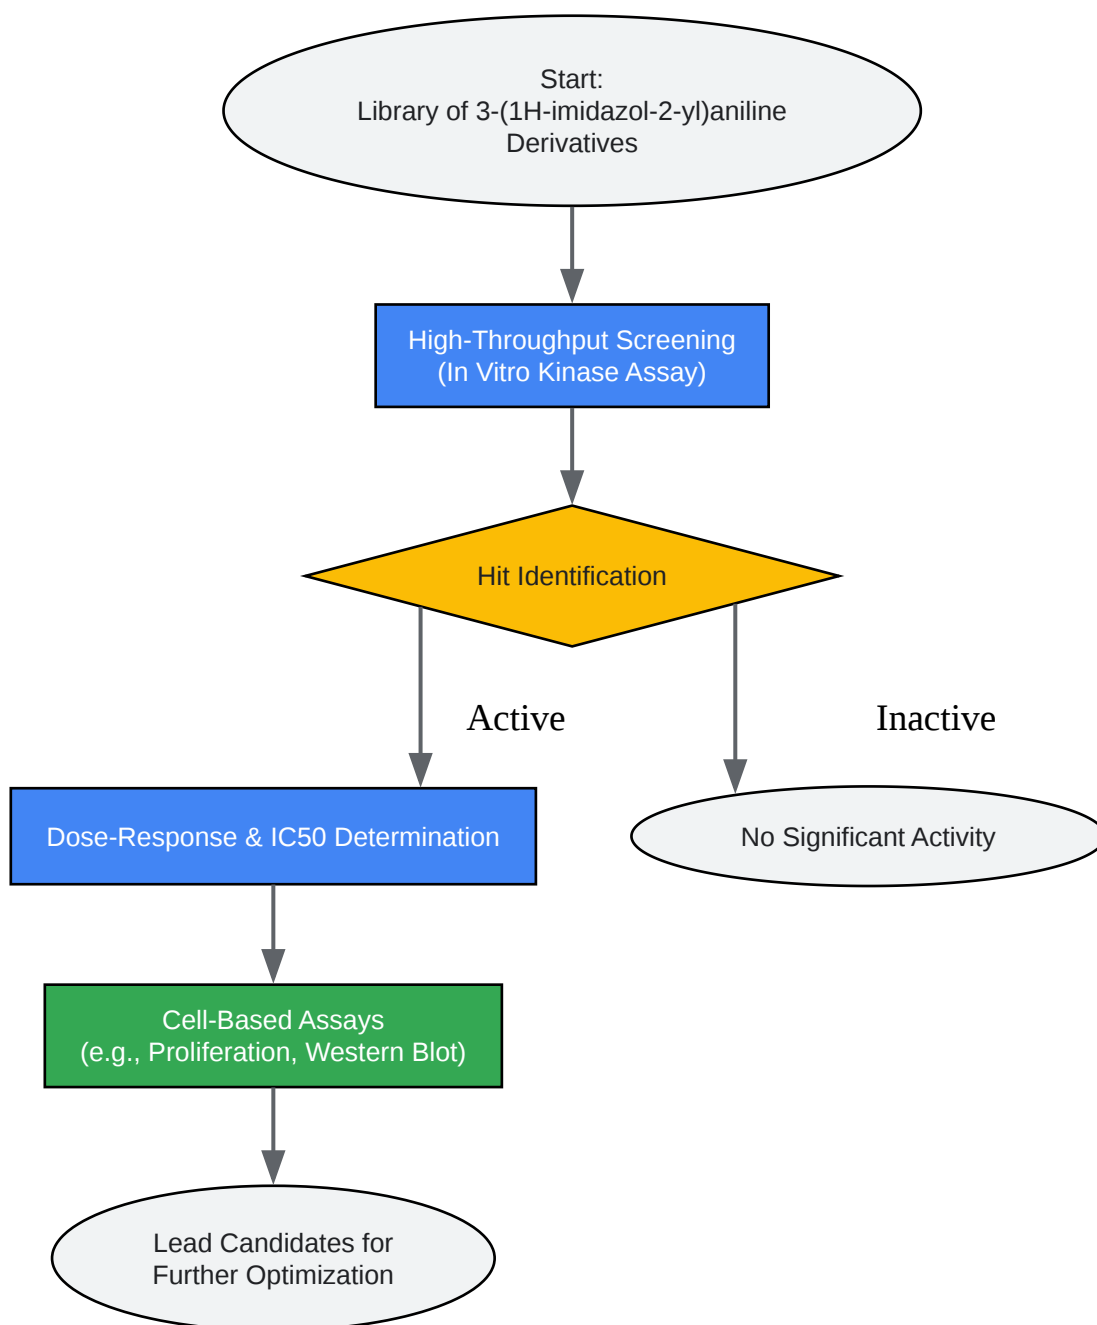 Start:
Library of 3-(1H-imidazol-2-yl)aniline
Derivatives
High-Throughput Screening
(In Vitro Kinase Assay)
Hit Identification
Active
Inactive
Dose-Response & IC50 Determination
No Significant Activity
Cell-Based Assays
(e.g., Proliferation, Western Blot)
Lead Candidates for
Further Optimization